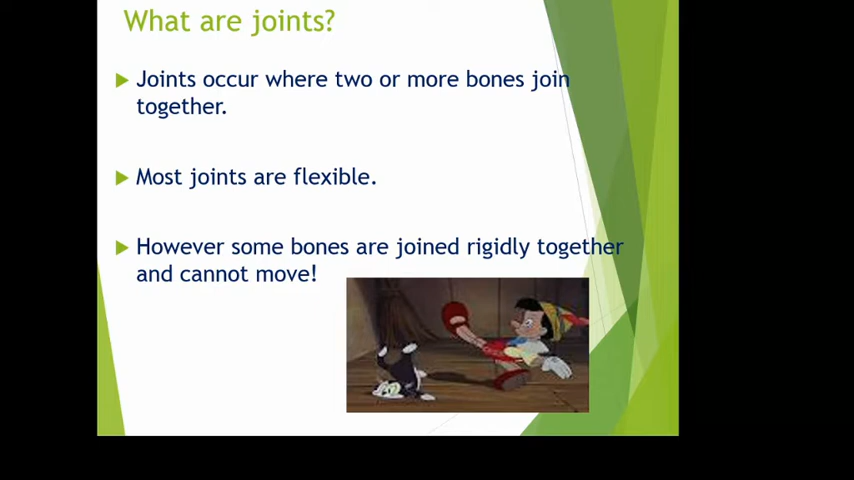 What are joints?
Joints occur where two or more bones join
together.
Most joints are flexible.
However some bones are joined rigidly together
and cannot move!